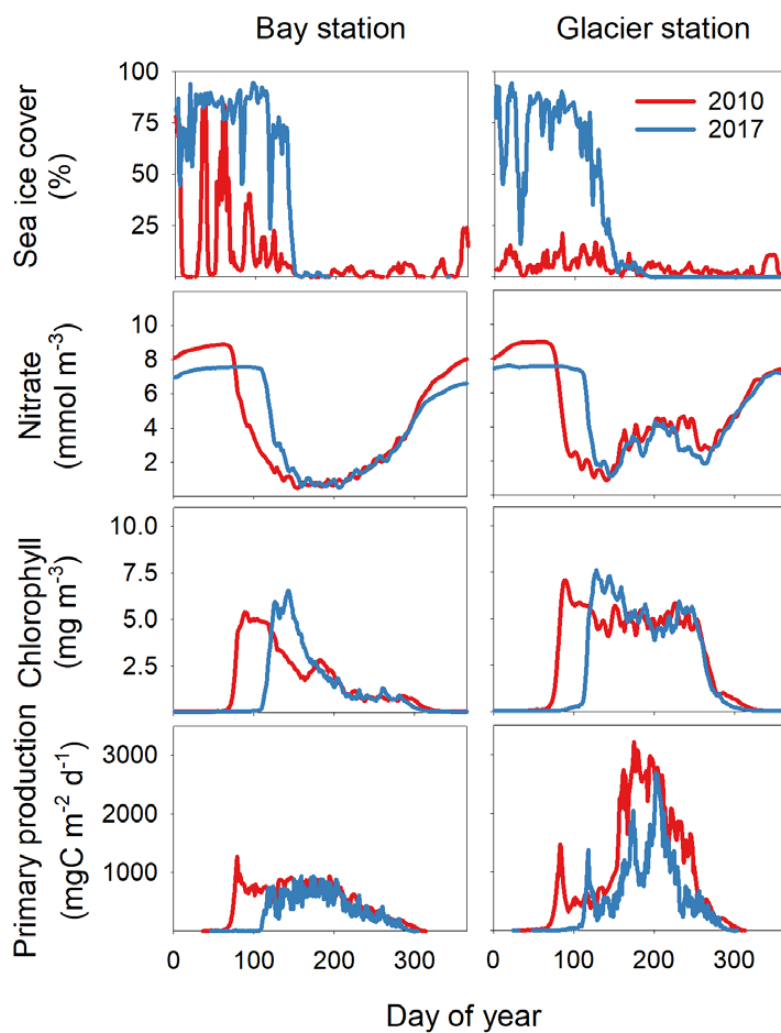 Bay station Glacier station
Sea ice cover
(%)
100
75
50
25
2010
2017
Nitrate
(mmol m⁻³)
10
8
6
4
2
Chlorophyll
(mg m⁻³)
10.0
7.5
5.0
2.5
Primary production
(mgC m⁻² d⁻¹)
3000
2000
1000
0 100 200 300 0 100 200 300
Day of year